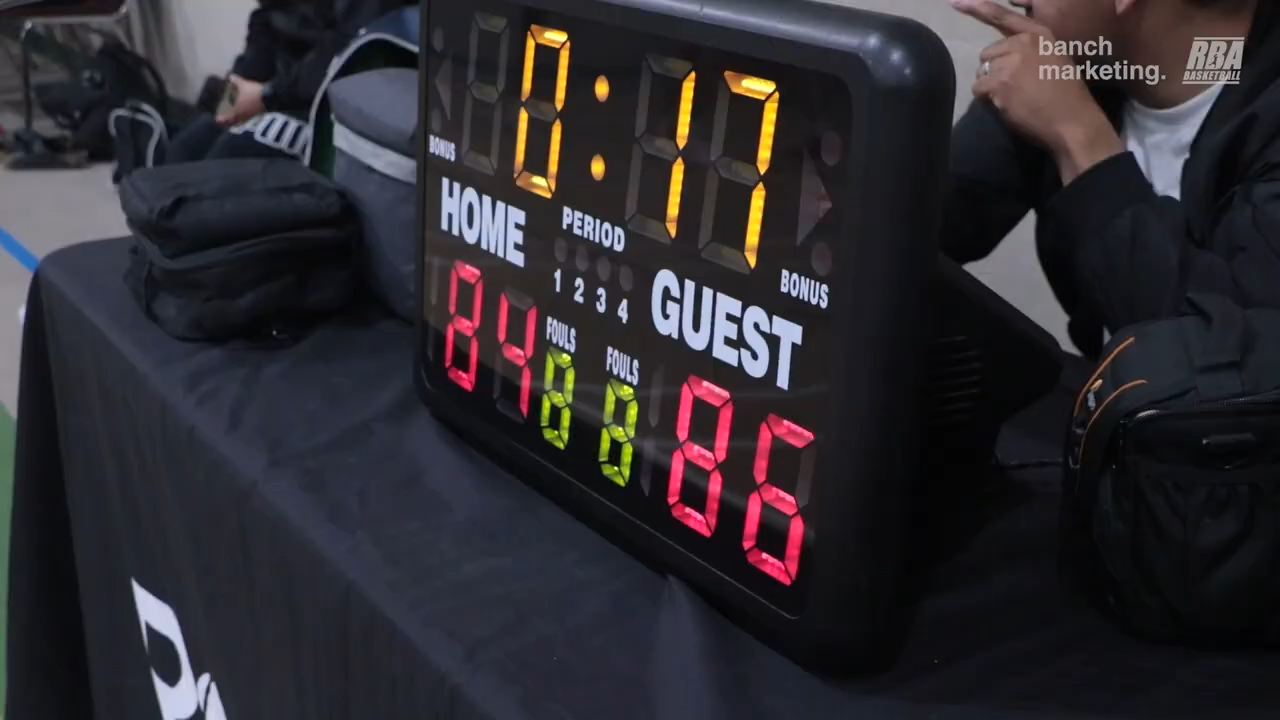 banch
marketing.
RBA
BASKETBALL
0:17
BONUS
HOME
PERIOD
1 2 3 4
GUEST
BONUS
84
FOULS
8
FOULS
8
86